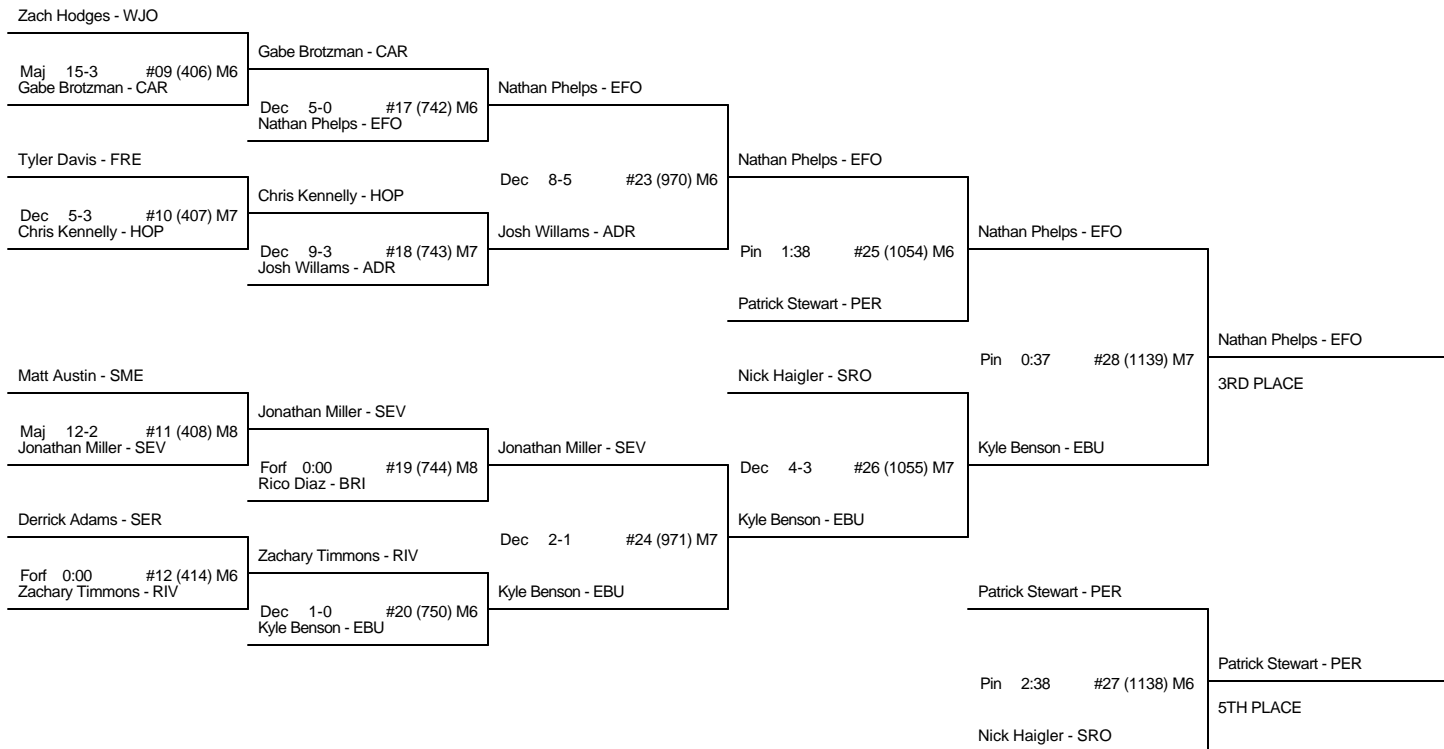 Zach Hodges - WJO
Maj 15-3 #09 (406) M6
Gabe Brotzman - CAR
Tyler Davis - FRE
Dec 5-3 #10 (407) M7
Chris Kennelly - HOP
Matt Austin - SME
Maj 12-2 #11 (408) M8
Jonathan Miller - SEV
Derrick Adams - SER
Forf 0:00 #12 (414) M6
Zachary Timmons - RIV
Gabe Brotzman - CAR
Dec 5-0 #17 (742) M6
Nathan Phelps - EFO
Chris Kennelly - HOP
Dec 9-3 #18 (743) M7
Josh Willams - ADR
Jonathan Miller - SEV
Forf 0:00 #19 (744) M8
Rico Diaz - BRI
Zachary Timmons - RIV
Dec 1-0 #20 (750) M6
Kyle Benson - EBU
Nathan Phelps - EFO
Dec 8-5 #23 (970) M6
Josh Willams - ADR
Jonathan Miller - SEV
Dec 2-1 #24 (971) M7
Kyle Benson - EBU
Nathan Phelps - EFO
Pin 1:38 #25 (1054) M6
Patrick Stewart - PER
Nick Haigler - SRO
Dec 4-3 #26 (1055) M7
Kyle Benson - EBU
Nathan Phelps - EFO
Pin 0:37 #28 (1139) M7
Kyle Benson - EBU
Patrick Stewart - PER
Pin 2:38 #27 (1138) M6
Nick Haigler - SRO
Nathan Phelps - EFO
3RD PLACE
Patrick Stewart - PER
5TH PLACE